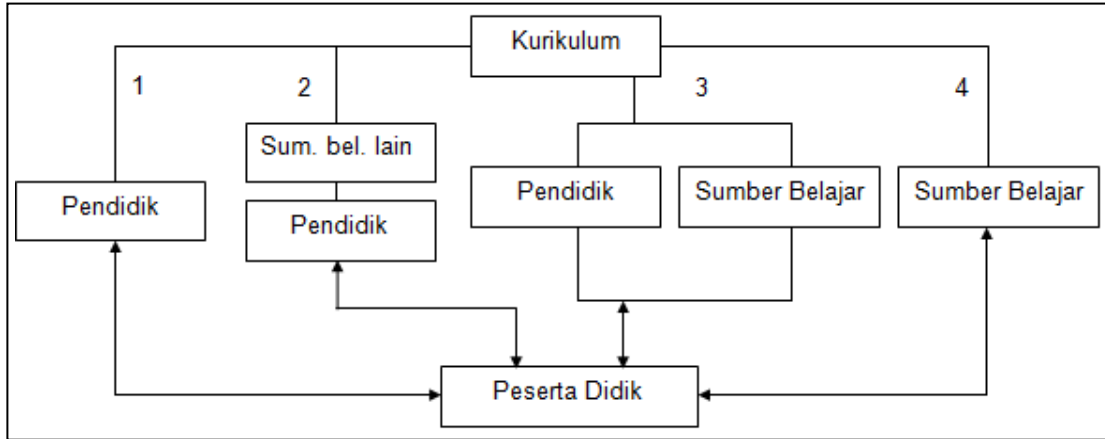 Kurikulum
1
2
3
4
Sum. bel. lain
Pendidik
Pendidik
Pendidik
Sumber Belajar
Sumber Belajar
Peserta Didik